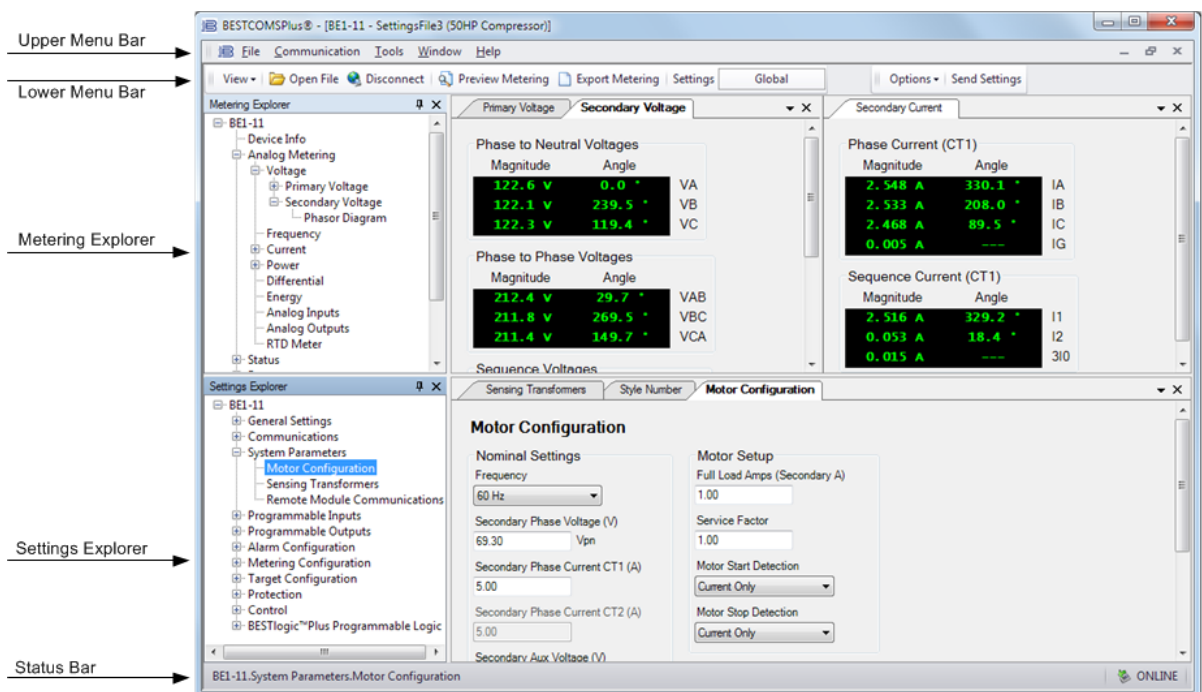 BESTCOMSPlus® - [BE1-11 - SettingsFile3 (50HP Compressor)]
Upper Menu Bar
File Communication Tools Window Help
Lower Menu Bar
View Open File Disconnect Preview Metering Export Metering Settings Global Options Send Settings
Metering Explorer
Metering Explorer
BE1-11
Device Info
Analog Metering
Voltage
Primary Voltage
Secondary Voltage
Phasor Diagram
Frequency
Current
Power
Differential
Energy
Analog Inputs
Analog Outputs
RTD Meter
Status
Primary Voltage Secondary Voltage
Phase to Neutral Voltages
Magnitude Angle
122.6 V 0.0 ° VA
122.1 V 239.5 ° VB
122.3 V 119.4 ° VC
Phase to Phase Voltages
Magnitude Angle
212.4 V 29.7 ° VAB
211.8 V 269.5 ° VBC
211.4 V 149.7 ° VCA
Sequence Voltages
Secondary Current
Phase Current (CT1)
Magnitude Angle
2.548 A 330.1 ° IA
2.533 A 208.0 ° IB
2.468 A 89.5 ° IC
0.005 A --- IG
Sequence Current (CT1)
Magnitude Angle
2.516 A 329.2 ° I1
0.053 A 18.4 ° I2
0.015 A --- 3I0
Settings Explorer
Settings Explorer
BE1-11
General Settings
Communications
System Parameters
Motor Configuration
Sensing Transformers
Remote Module Communications
Programmable Inputs
Programmable Outputs
Alarm Configuration
Metering Configuration
Target Configuration
Protection
Control
BESTlogic™Plus Programmable Logic
Sensing Transformers Style Number Motor Configuration
Motor Configuration
Nominal Settings
Frequency
60 Hz
Secondary Phase Voltage (V)
69.30 Vpn
Secondary Phase Current CT1 (A)
5.00
Secondary Phase Current CT2 (A)
5.00
Secondary Aux Voltage (V)
Motor Setup
Full Load Amps (Secondary A)
1.00
Service Factor
1.00
Motor Start Detection
Current Only
Motor Stop Detection
Current Only
Status Bar
BE1-11.System Parameters.Motor Configuration
ONLINE